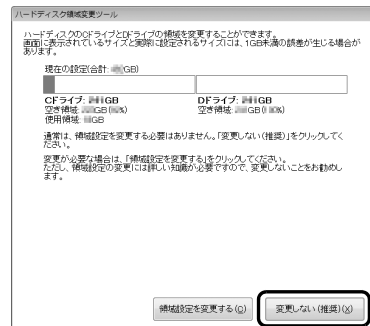 ハードディスク領域変更ツール
ハードディスクのCドライブとDドライブの領域を変更することができます。
画面に表示されているサイズと実際に設定されるサイズには、1GB未満の誤差が生じる場合が
あります。
現在の設定(合計: GB)
Cドライブ: GB
Dドライブ: GB
空き領域: GB( %)
空き領域: GB( %)
使用領域: GB
通常は、領域設定を変更する必要はありません。「変更しない(推奨)」をクリックしてく
ださい。
変更が必要な場合は、「領域設定を変更する」をクリックしてください。
ただし、領域設定の変更には詳しい知識が必要ですので、変更しないことをお勧めし
ます。
領域設定を変更する(C)
変更しない(推奨)(X)